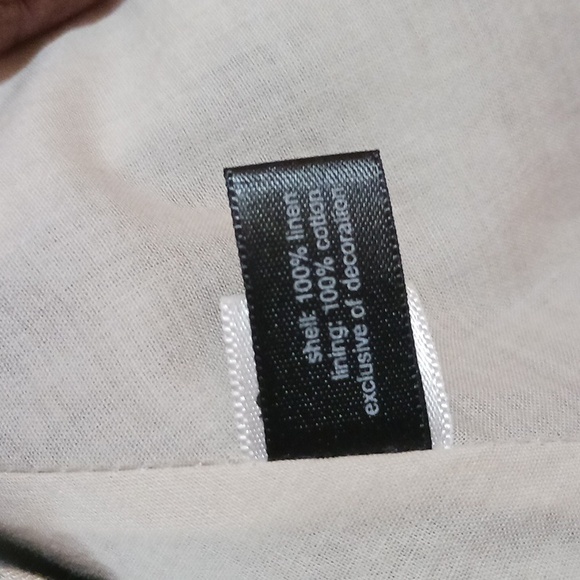 shell: 100% linen
lining: 100% cotton
exclusive of decoration